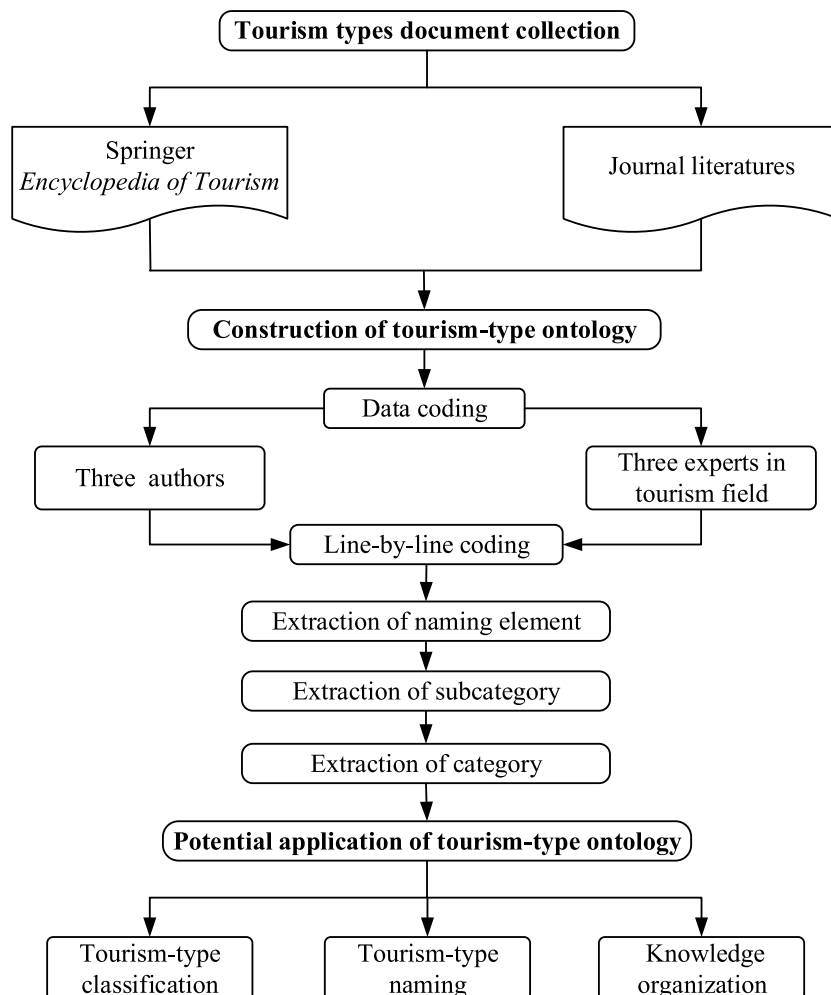 Tourism types document collection
Springer
Encyclopedia of Tourism
Journal literatures
Construction of tourism-type ontology
Data coding
Three authors
Three experts in
tourism field
Line-by-line coding
Extraction of naming element
Extraction of subcategory
Extraction of category
Potential application of tourism-type ontology
Tourism-type
classification
Tourism-type
naming
Knowledge
organization